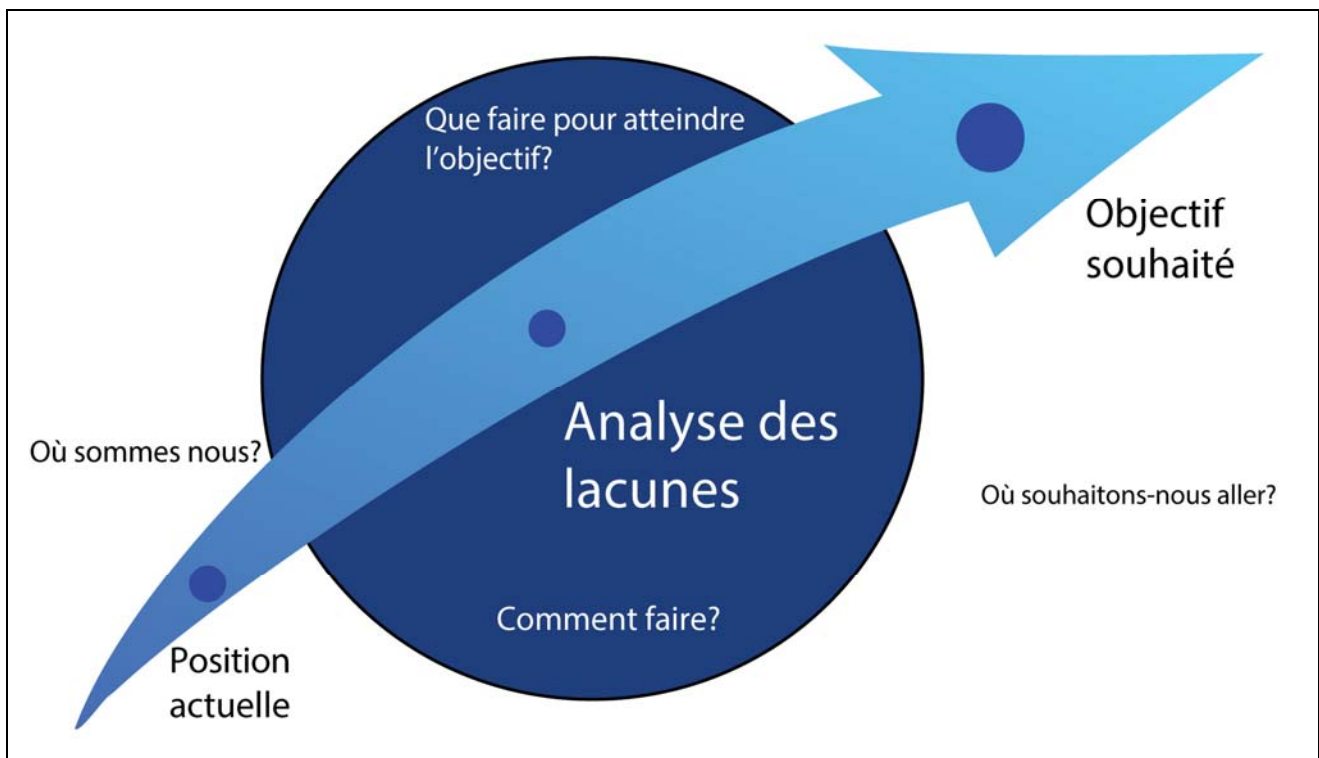 Que faire pour atteindre
l'objectif?
Objectif
souhaité
Où sommes nous?
Analyse des
lacunes
Où souhaitons-nous aller?
Comment faire?
Position
actuelle